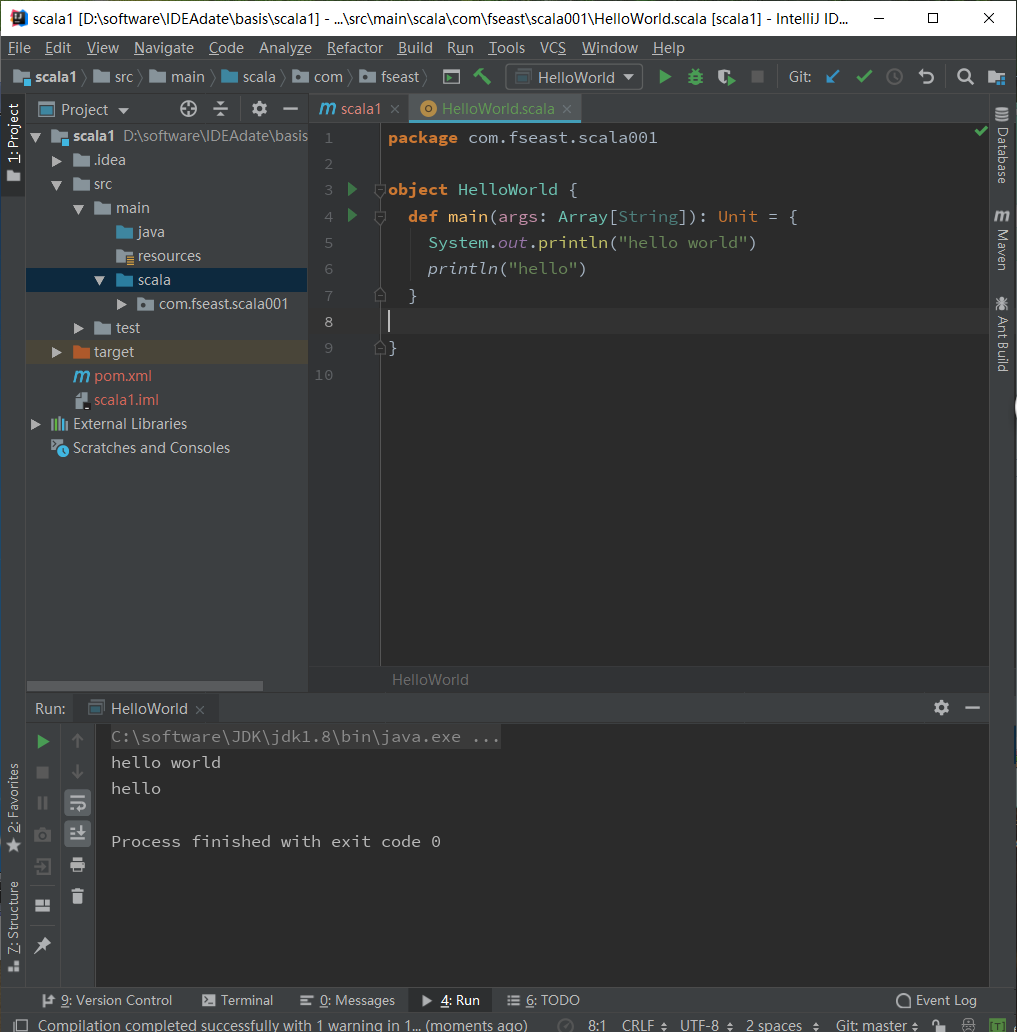 scala1 [D:\software\IDEAdate\basis\scala1] - ...\src\main\scala\com\fseast\scala001\HelloWorld.scala [scala1] - IntelliJ ID...
File Edit View Navigate Code Analyze Refactor Build Run Tools VCS Window Help
scala1 src main scala com fseast HelloWorld Git:
Project
scala1
HelloWorld.scala
1: Project
scala1 D:\software\IDEAdate\basis
.idea
src
main
java
resources
scala
com.fseast.scala001
test
target
pom.xml
scala1.iml
External Libraries
Scratches and Consoles
1 package com.fseast.scala001
2
3 object HelloWorld {
4 def main(args: Array[String]): Unit = {
5 System.out.println("hello world")
6 println("hello")
7 }
8
9 }
10
HelloWorld
Database
Maven
Ant Build
Run: HelloWorld
C:\software\JDK\jdk1.8\bin\java.exe ...
hello world
hello
Process finished with exit code 0
2: Favorites
7: Structure
9: Version Control Terminal 0: Messages 4: Run 6: TODO Event Log
Compilation completed successfully with 1 warning in 1... (moments ago) 8:1 CRLF UTF-8 2 spaces Git: master